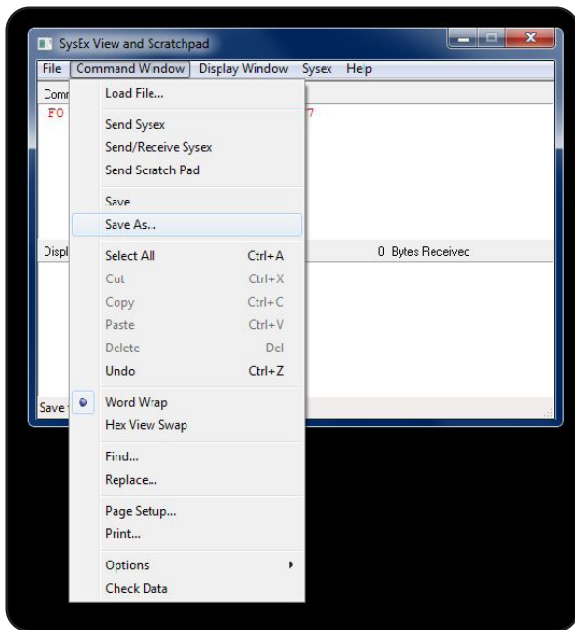 SysEx View and Scratchpad
File Command Window Display Window Sysex Help
Load File...
F0 7
Send Sysex
Send/Receive Sysex
Send Scratch Pad
Save
Save As...
0 Bytes Received
Select All Ctrl+A
Cut Ctrl+X
Copy Ctrl+C
Paste Ctrl+V
Delete Del
Undo Ctrl+Z
Word Wrap
Save
Hex View Swap
Find...
Replace...
Page Setup...
Print...
Options
Check Data